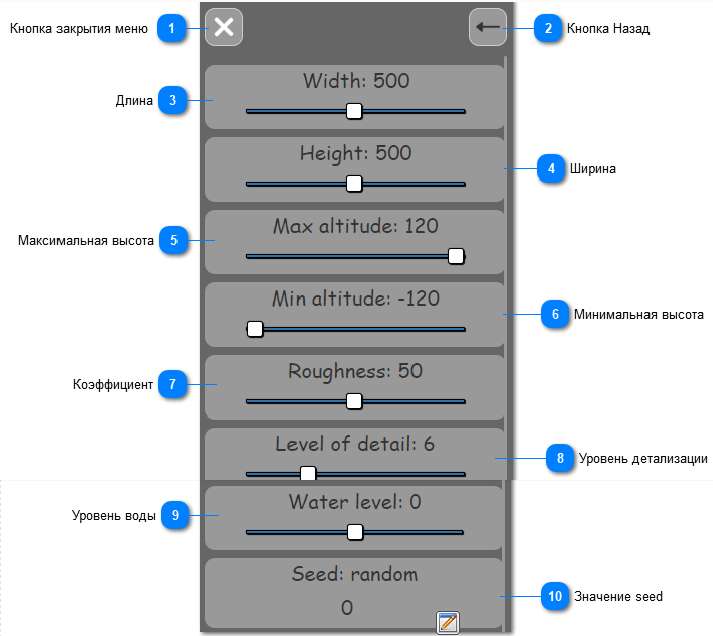 Кнопка закрытия меню 1
2 Кнопка Назад
Width: 500
Длина 3
Height: 500
4 Ширина
Max altitude: 120
Максимальная высота 5
Min altitude: -120
6 Минимальная высота
Roughness: 50
Коэффициент 7
Level of detail: 6
8 Уровень детализации
Water level: 0
Уровень воды 9
Seed: random
0
10 Значение seed